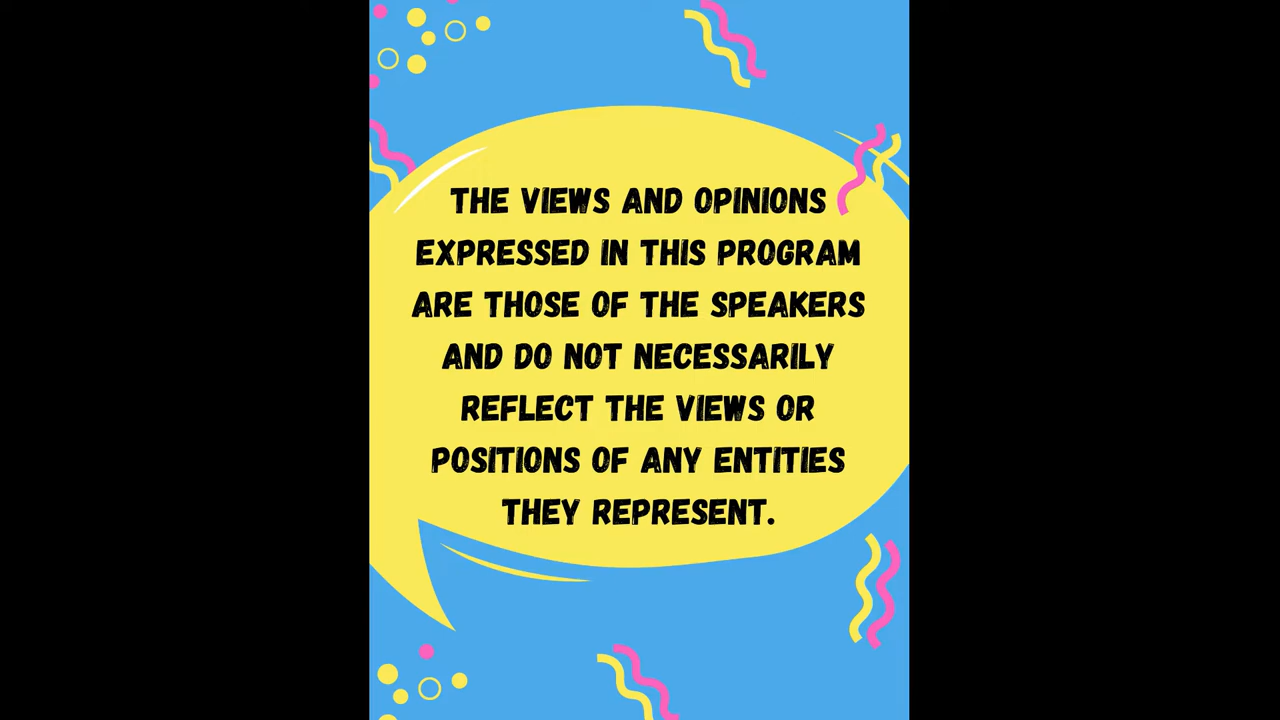 THE VIEWS AND OPINIONS
EXPRESSED IN THIS PROGRAM
ARE THOSE OF THE SPEAKERS
AND DO NOT NECESSARILY
REFLECT THE VIEWS OR
POSITIONS OF ANY ENTITIES
THEY REPRESENT.